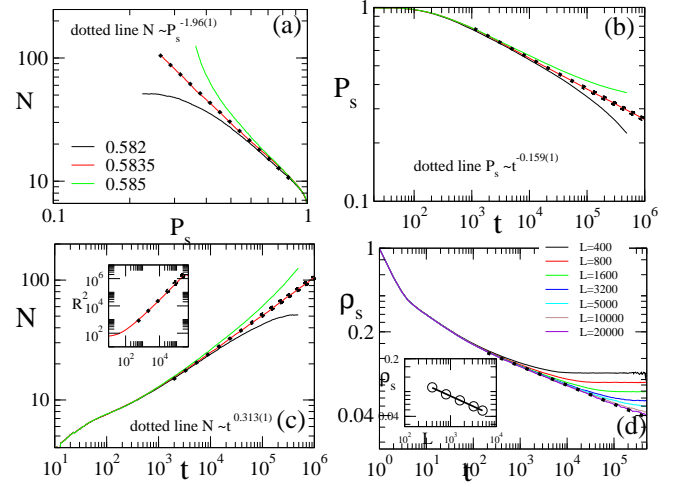 dotted line N ~P_s^-1.96(1)
(a)
100
N
10
0.582
0.5835
0.585
0.1
P_s
1
1
(b)
P_s
dotted line P_s ~t^-0.159(1)
0.1
10^0 10^2 10^3 10^4 10^5 10^6
t
100
N
10
10^6
R^2 10^4
10^2
10^2 10^4
(c)
dotted line N ~t^0.313(1)
10^1 10^2 10^3 10^4 10^5 10^6
t
1
ρ_s
0.2
0.04
L=400
L=800
L=1600
L=3200
L=5000
L=10000
L=20000
0.2
ρ_s
0.04
10^2 10^3 10^4
L
(d)
10^0 10^1 10^2 10^3 10^4 10^5
t